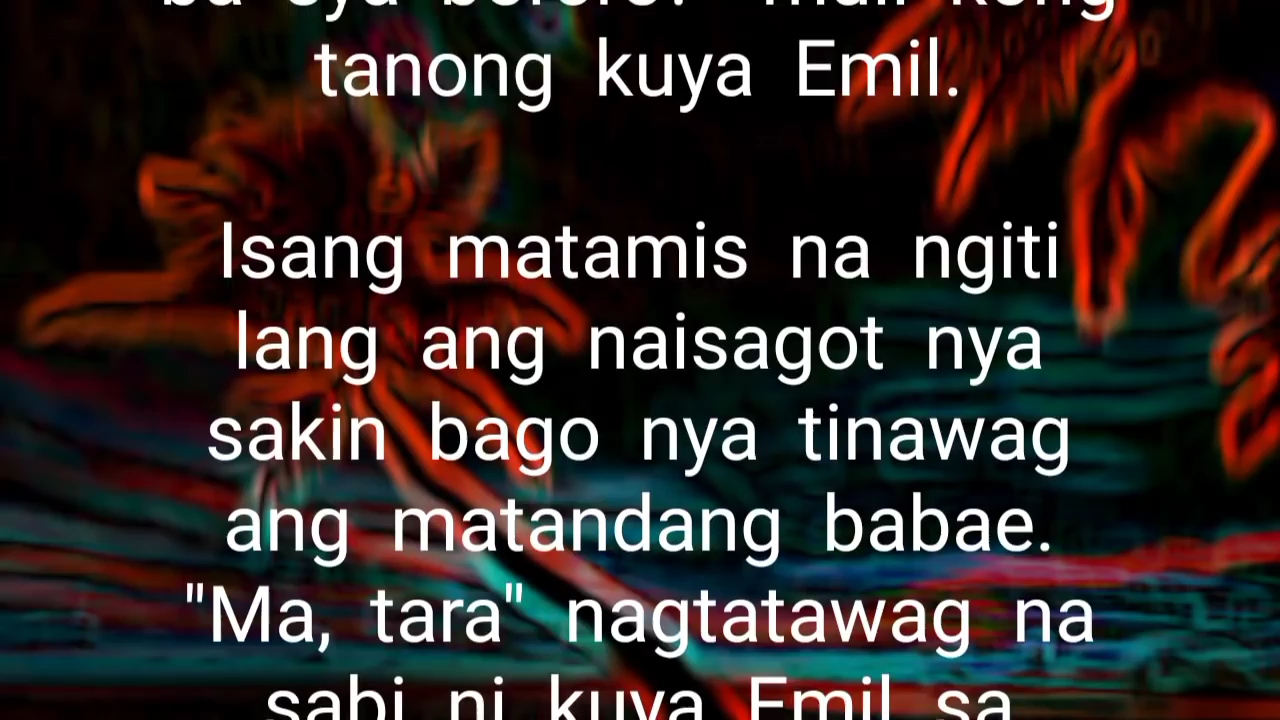 tanong kuya Emil.
Isang matamis na ngiti
lang ang naisagot nya
sakin bago nya tinawag
ang matandang babae.
"Ma, tara" nagtatawag na
sabi ni kuya Emil sa